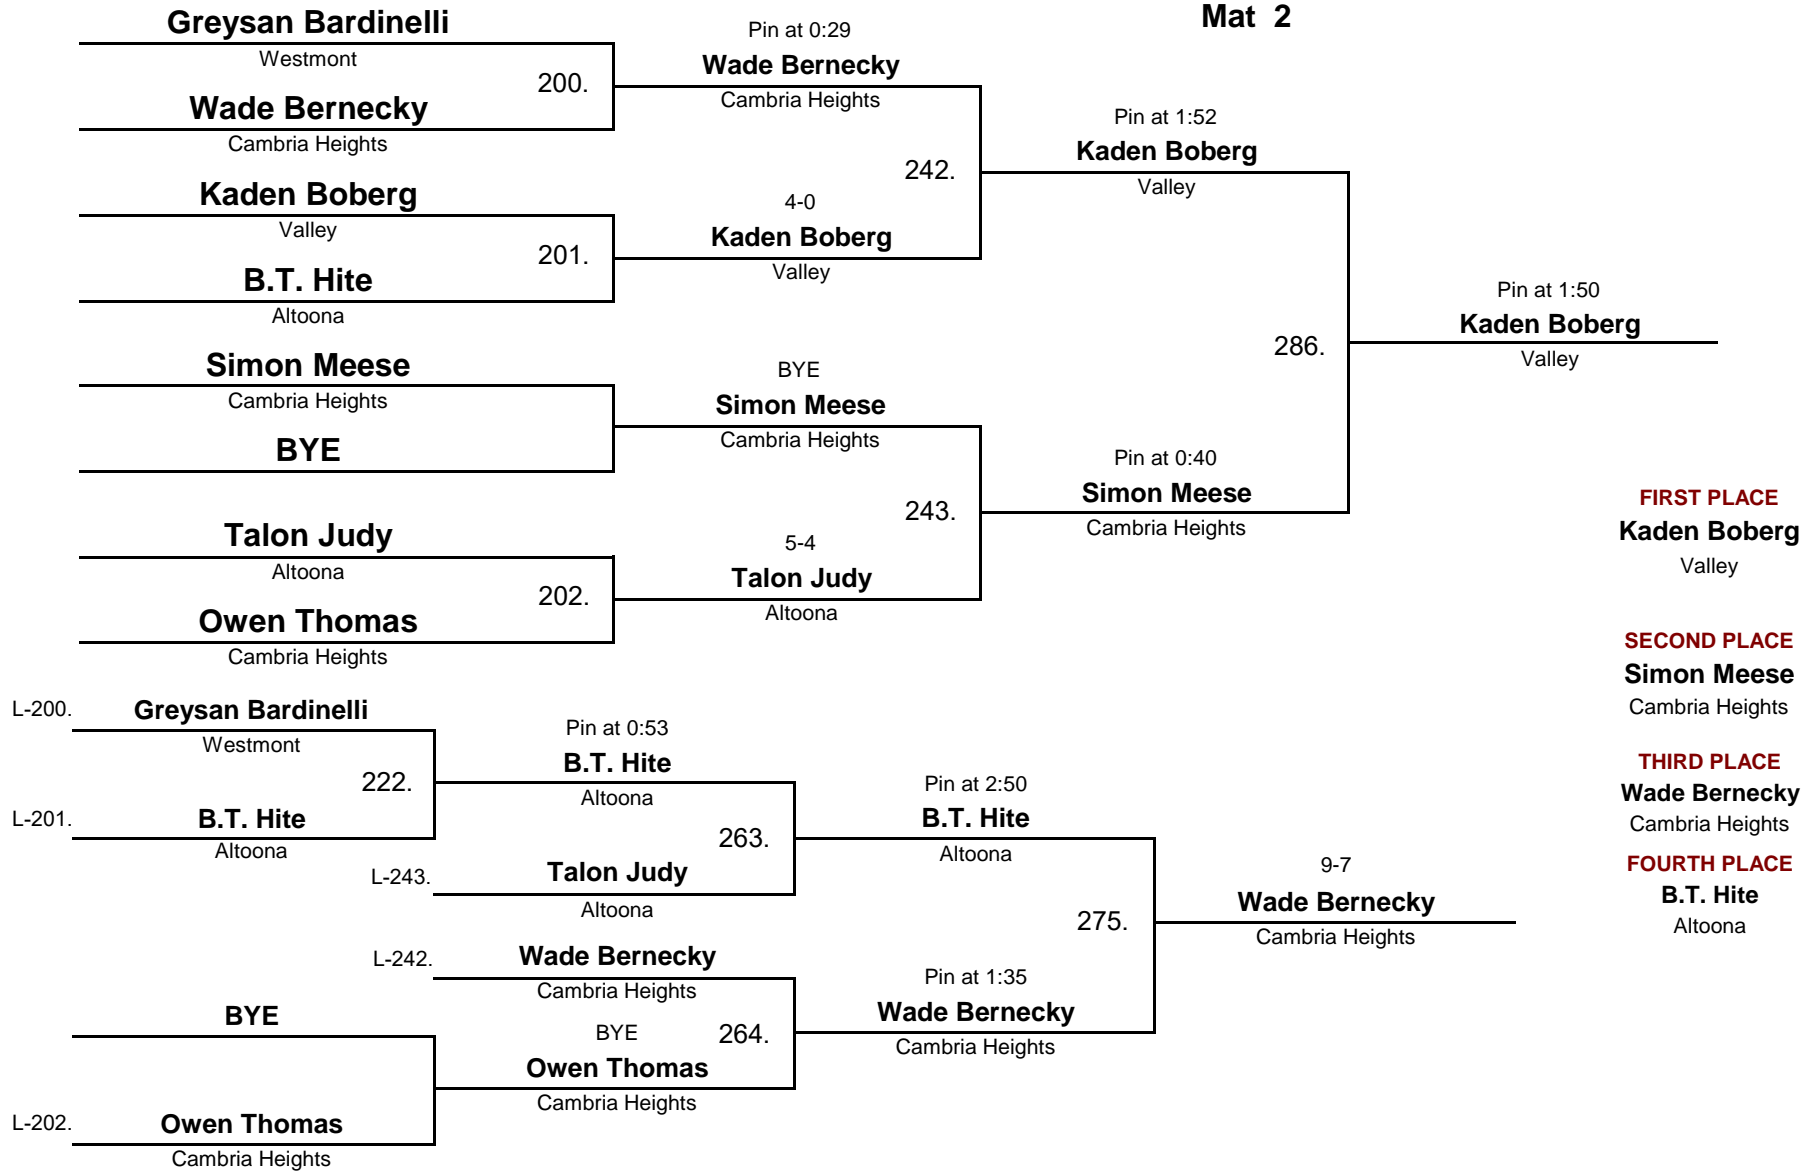 Mat 2
Greysan Bardinelli
Westmont
200.
Wade Bernecky
Cambria Heights
Kaden Boberg
Valley
201.
B.T. Hite
Altoona
Simon Meese
Cambria Heights
BYE
Talon Judy
Altoona
202.
Owen Thomas
Cambria Heights
Pin at 0:29
Wade Bernecky
Cambria Heights
242.
4-0
Kaden Boberg
Valley
BYE
Simon Meese
Cambria Heights
243.
5-4
Talon Judy
Altoona
Pin at 1:52
Kaden Boberg
Valley
286.
Pin at 0:40
Simon Meese
Cambria Heights
Pin at 1:50
Kaden Boberg
Valley
FIRST PLACE
Kaden Boberg
Valley
SECOND PLACE
Simon Meese
Cambria Heights
THIRD PLACE
Wade Bernecky
Cambria Heights
FOURTH PLACE
B.T. Hite
Altoona
L-200.
Greysan Bardinelli
Westmont
222.
L-201.
B.T. Hite
Altoona
Pin at 0:53
B.T. Hite
Altoona
263.
L-243.
Talon Judy
Altoona
L-242.
Wade Bernecky
Cambria Heights
BYE
BYE
264.
Owen Thomas
Cambria Heights
L-202.
Owen Thomas
Cambria Heights
Pin at 2:50
B.T. Hite
Altoona
275.
Pin at 1:35
Wade Bernecky
Cambria Heights
9-7
Wade Bernecky
Cambria Heights